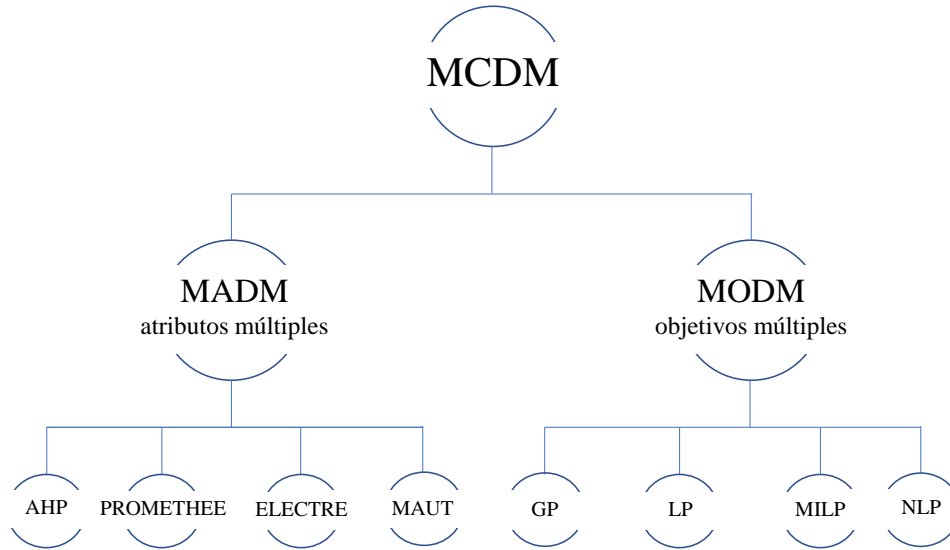 MCDM
MADM
atributos múltiples
MODM
objetivos múltiples
AHP
PROMETHEE
ELECTRE
MAUT
GP
LP
MILP
NLP